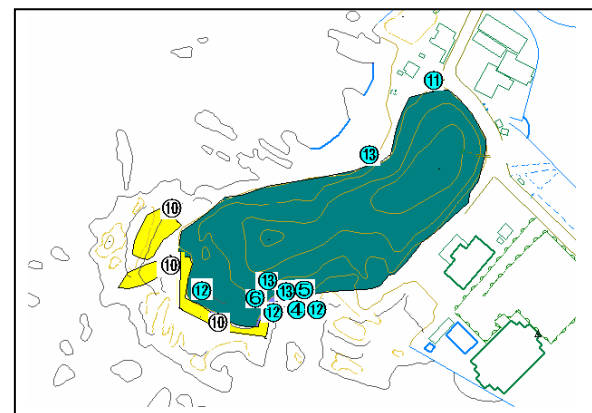 ⑪
⑬
⑩
⑩
⑬
⑫ ⑥ ⑬ ⑤
⑩ ⑫ ④ ⑫